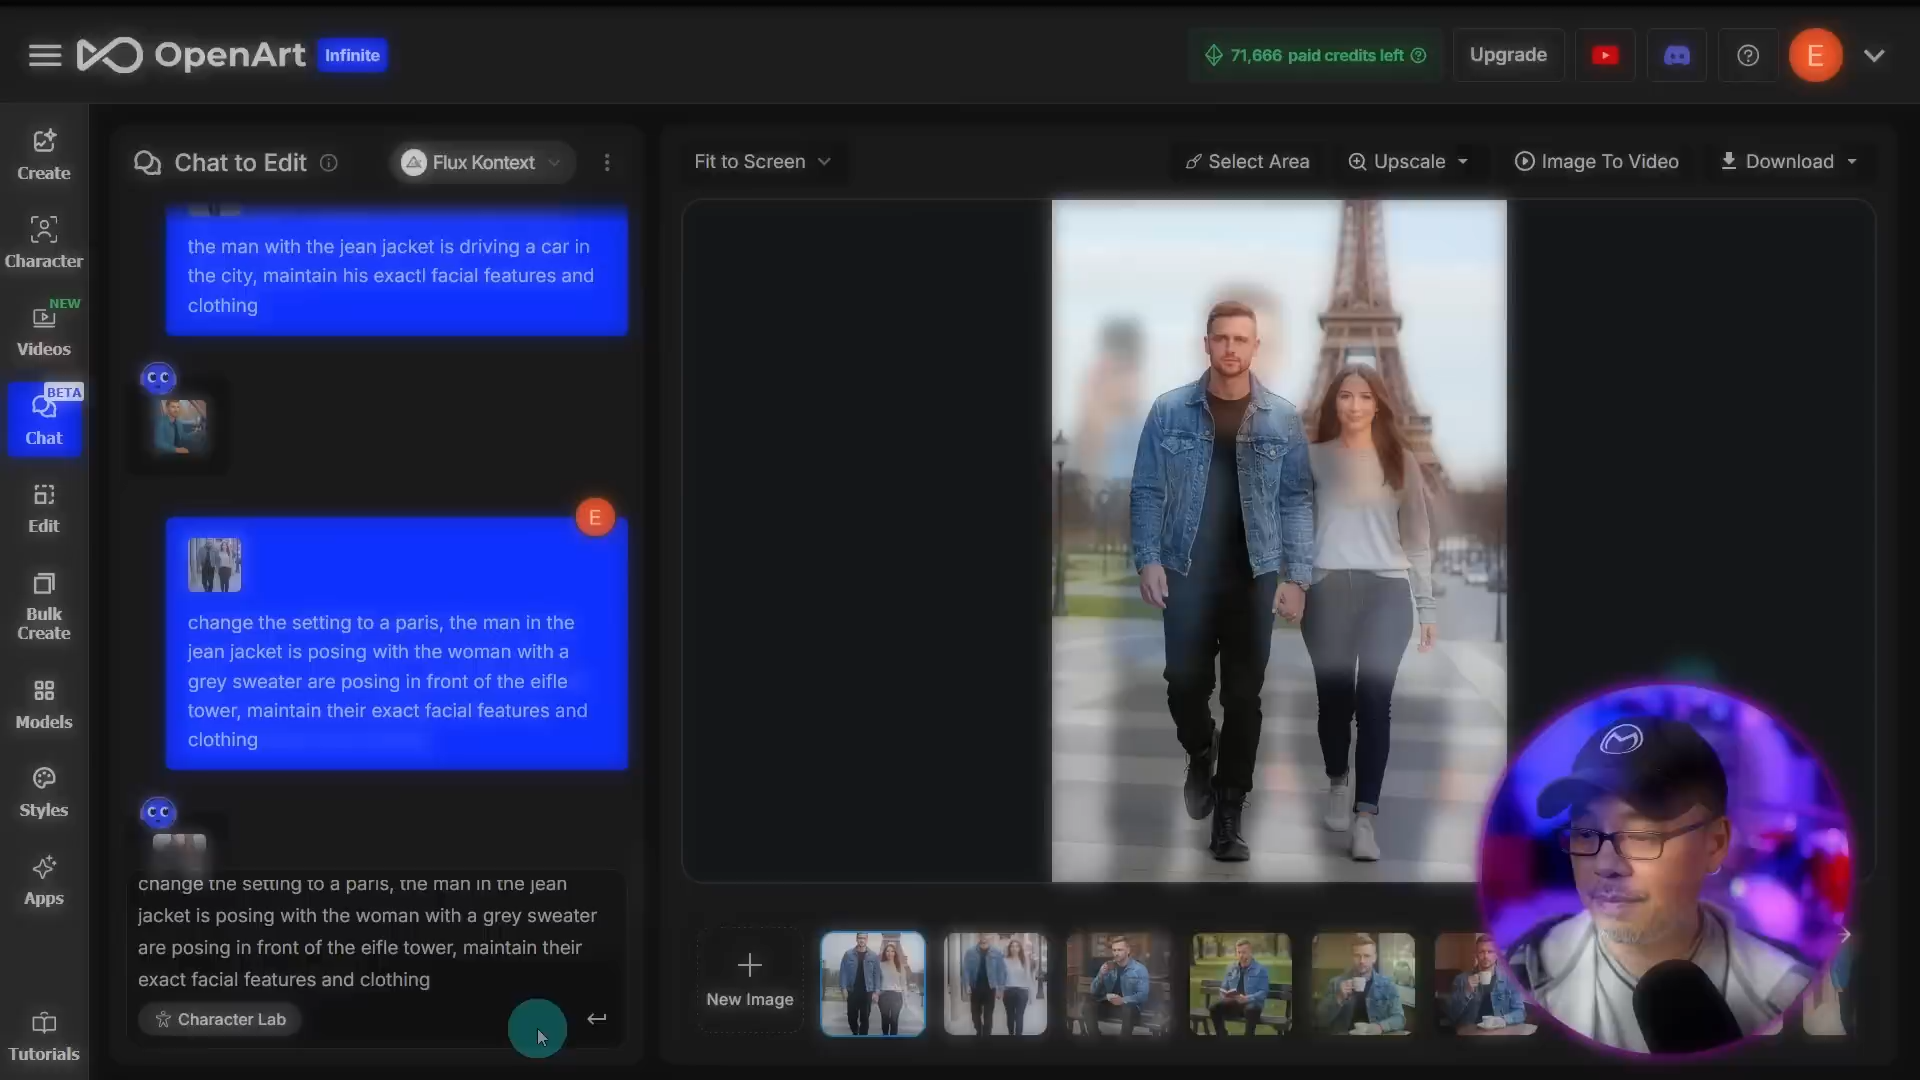 OpenArt Infinite
71,666 paid credits left
Upgrade
E
Create
Character
NEW
Videos
BETA
Chat
Edit
Bulk
Create
Models
Styles
Apps
Tutorials
Chat to Edit
Flux Kontext
the man with the jean jacket is driving a car in
the city, maintain his exactl facial features and
clothing
E
change the setting to a paris, the man in the
jean jacket is posing with the woman with a
grey sweater are posing in front of the eifle
tower, maintain their exact facial features and
clothing
change the setting to a paris, the man in the jean
jacket is posing with the woman with a grey sweater
are posing in front of the eifle tower, maintain their
exact facial features and clothing
Character Lab
Fit to Screen
Select Area
Upscale
Image To Video
Download
New Image